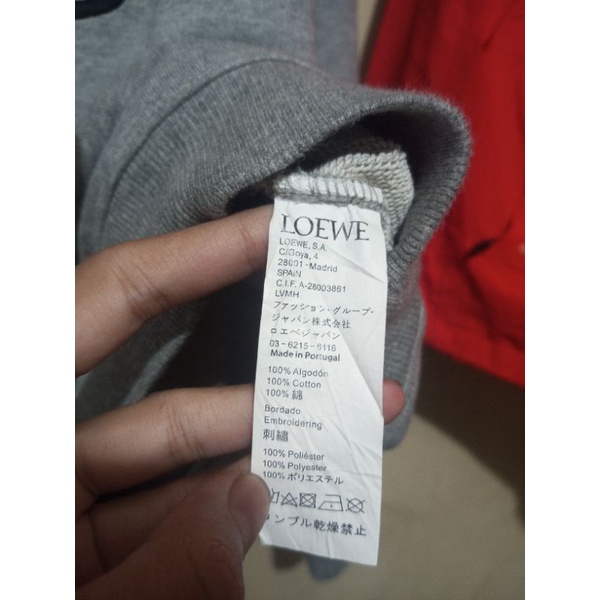 LOEWE
LOEWE, S.A.
C/Goya, 4
28001 -Madrid
SPAIN
C.I.F. A-28003861
LVMH
ファッション・グループ・
ジャパン株式会社
ロエベジャパン
03-6215-6116
Made in Portugal
100% Algodón
100% Cotton
100% 綿
Bordado
Embroidering
刺繍
100% Poliéster
100% Polyester
100% ポリエステル
ンブル乾燥禁止